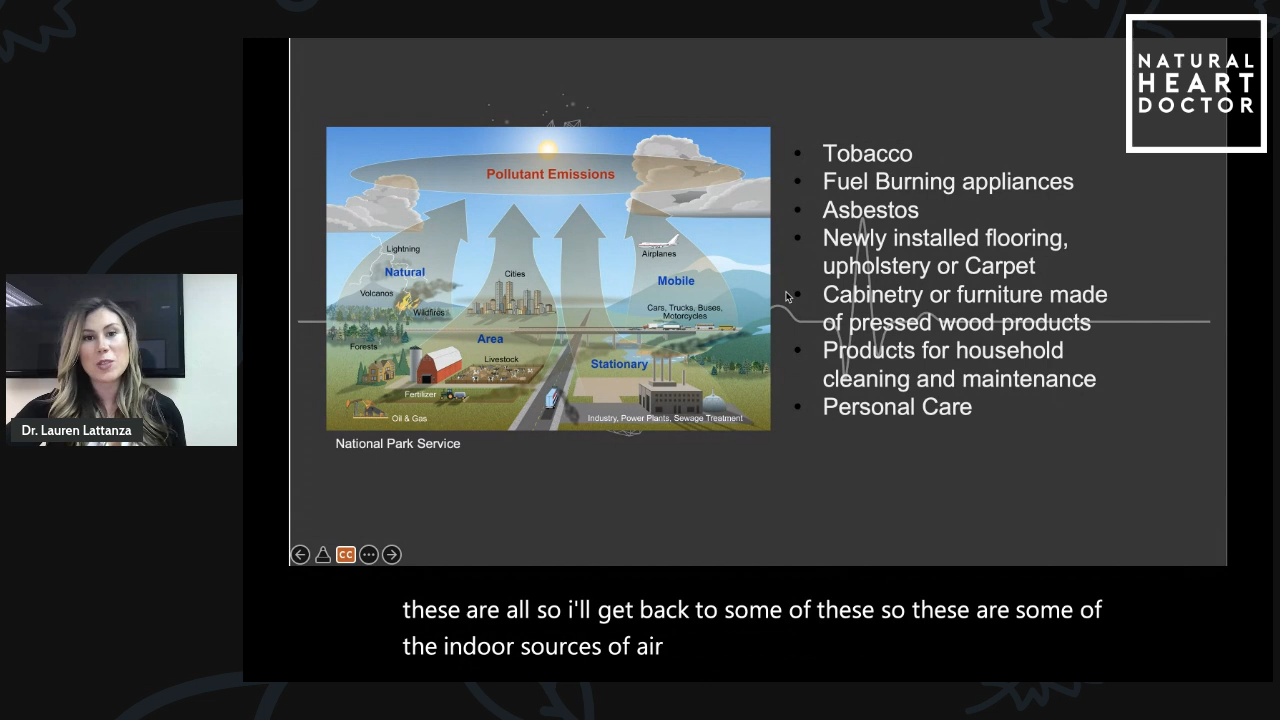 NATURAL
HEART
DOCTOR
Pollutant Emissions
Lightning
Natural
Volcanos
Wildfires
Forests
Cities
Area
Livestock
Fertilizer
Oil & Gas
Airplanes
Mobile
Cars, Trucks, Buses,
Motorcycles
Stationary
Industry, Power Plants, Sewage Treatment
National Park Service
• Tobacco
• Fuel Burning appliances
• Asbestos
• Newly installed flooring,
upholstery or Carpet
• Cabinetry or furniture made
of pressed wood products
• Products for household
cleaning and maintenance
• Personal Care
Dr. Lauren Lattanza
CC
these are all so i'll get back to some of these so these are some of
the indoor sources of air